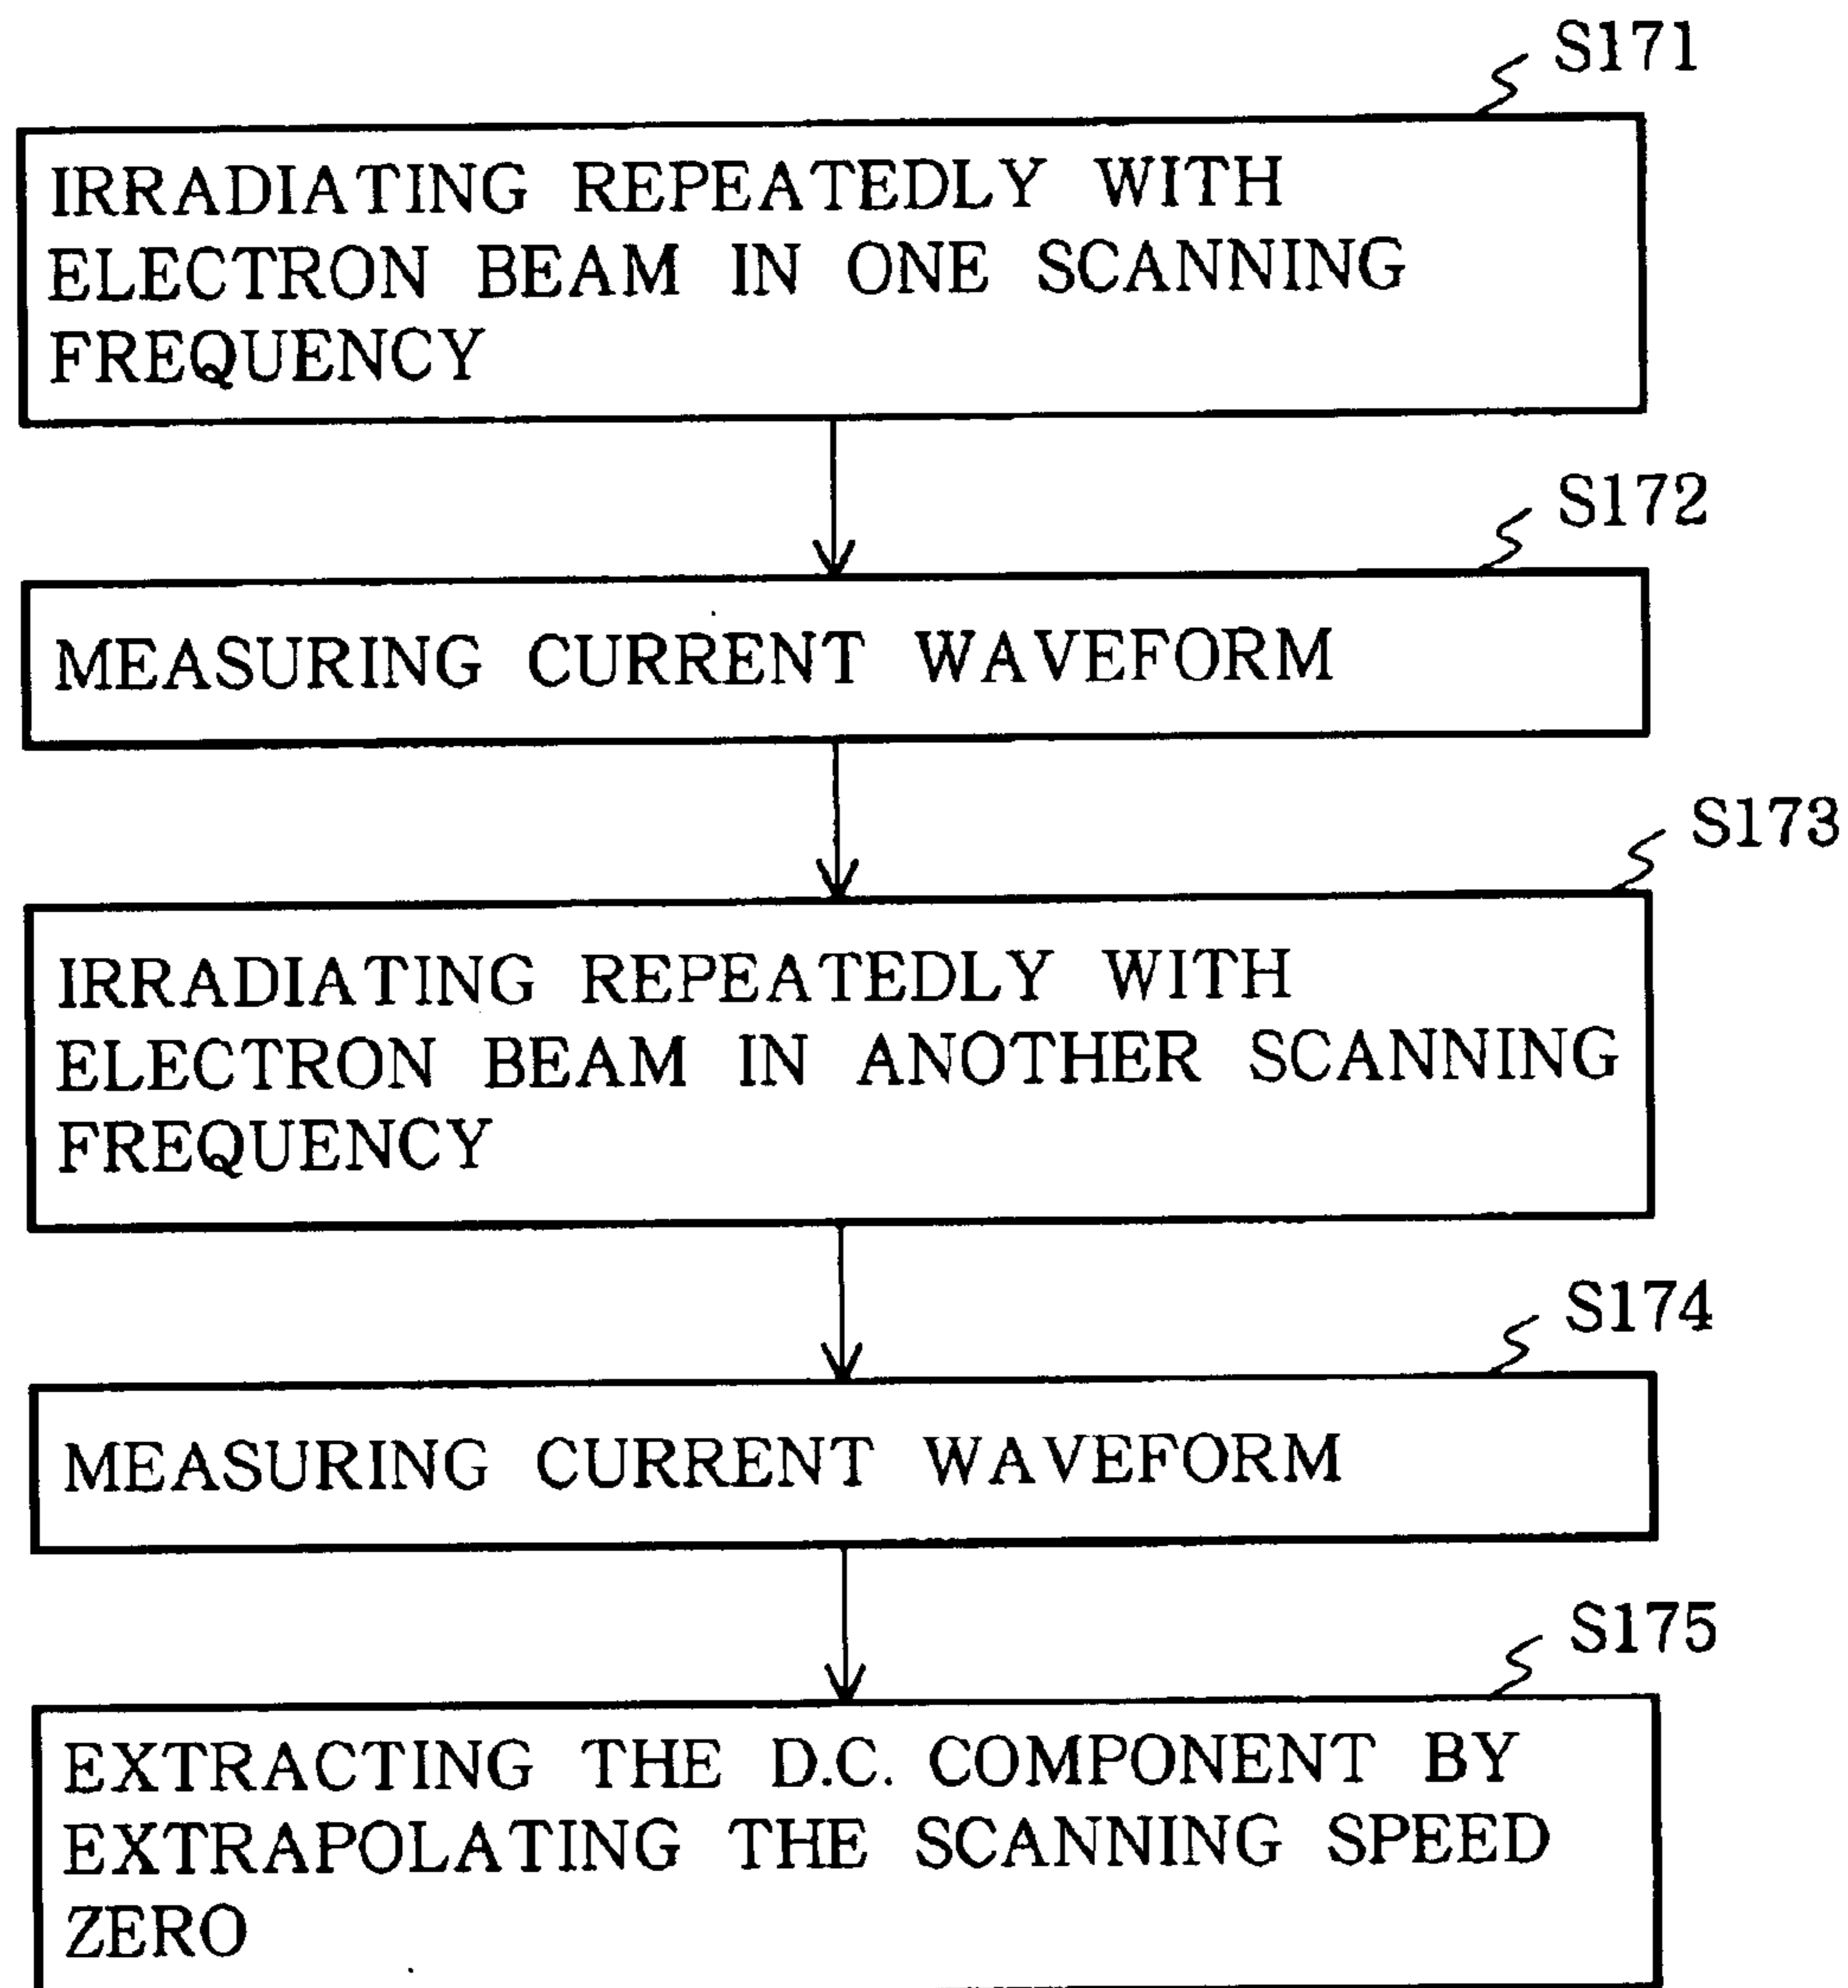 S171
IRRADIATING REPEATEDLY WITH
ELECTRON BEAM IN ONE SCANNING
FREQUENCY
S172
MEASURING CURRENT WAVEFORM
S173
IRRADIATING REPEATEDLY WITH
ELECTRON BEAM IN ANOTHER SCANNING
FREQUENCY
S174
MEASURING CURRENT WAVEFORM
S175
EXTRACTING THE D.C. COMPONENT BY
EXTRAPOLATING THE SCANNING SPEED
ZERO